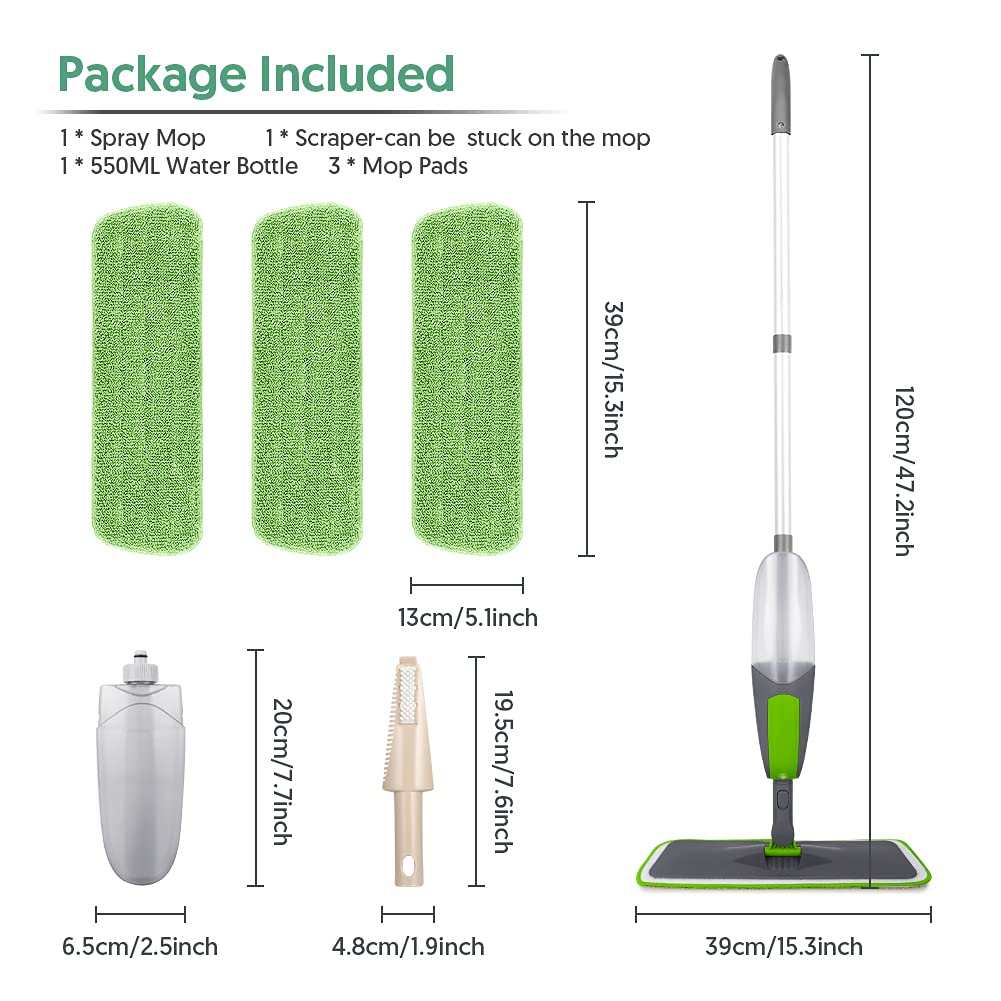 Package Included
1 * Spray Mop 1 * Scraper-can be stuck on the mop
1 * 550ML Water Bottle 3 * Mop Pads
39cm/15.3inch
120cm/47.2inch
13cm/5.1inch
20cm/7.7inch
19.5cm/7.6inch
6.5cm/2.5inch
4.8cm/1.9inch
39cm/15.3inch